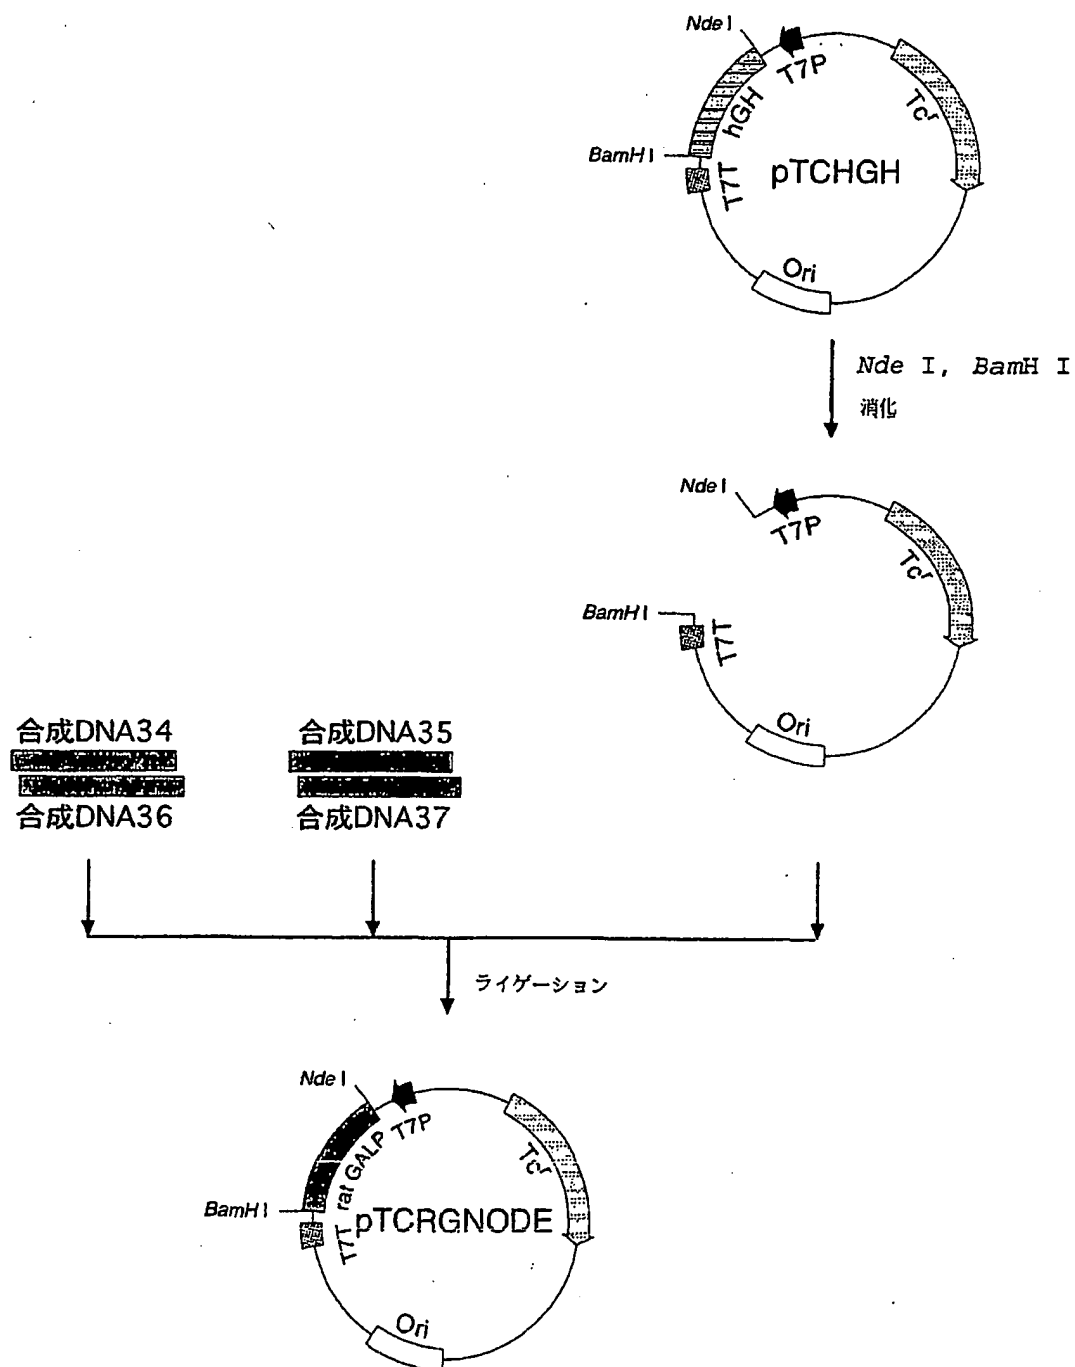 Nde I
T7P
Tcr
hGH
BamH I
T7T
pTCHGH
Ori
Nde I, BamH I
消化
Nde I
T7P
Tcr
BamH I
T7T
Ori
合成DNA34
合成DNA36
合成DNA35
合成DNA37
ライゲーション
Nde I
T7P
Tcr
rat GALP
BamH I
T7T
pTCRGNODE
Ori